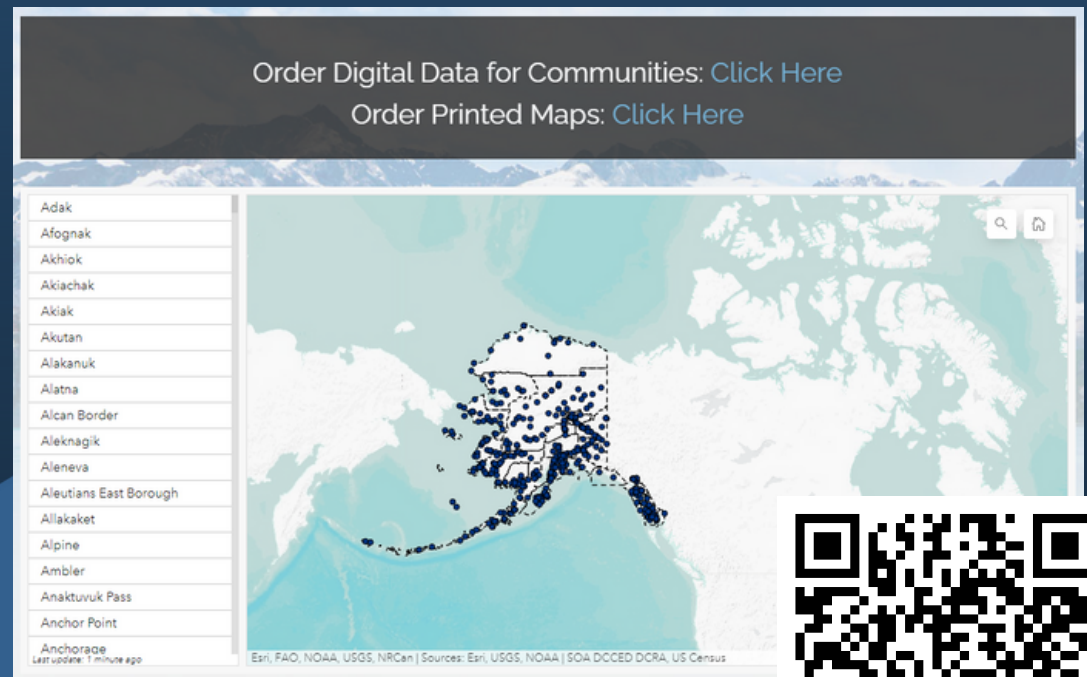 Order Digital Data for Communities: Click Here
Order Printed Maps: Click Here
Adak
Afognak
Akhiok
Akiachak
Akiak
Akutan
Alakanuk
Alatna
Alcan Border
Aleknagik
Aleneva
Aleutians East Borough
Allakaket
Alpine
Ambler
Anaktuvuk Pass
Anchor Point
Anchorage
Last update: 1 minute ago
Esri, FAO, NOAA, USGS, NRCan | Sources: Esri, USGS, NOAA | SOA DCCED DCRA, US Census